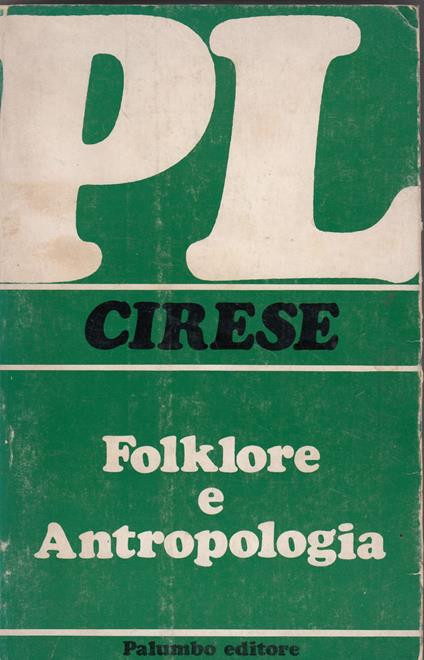 PL
CIRESE
Folklore
e
Antropologia
Palumbo editore